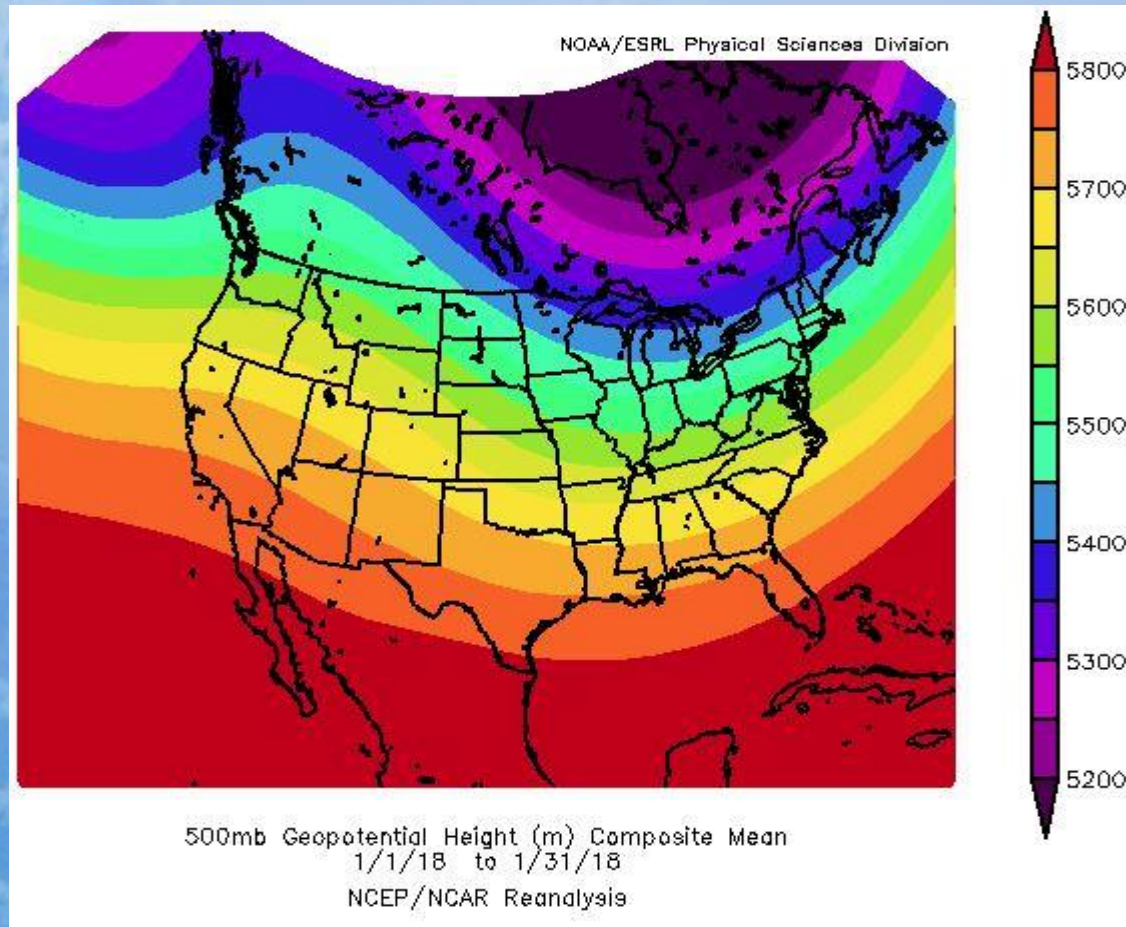 NOAA/ESRL Physical Sciences Division
5800
5700
5600
5500
5400
5300
5200
500mb Geopotential Height (m) Composite Mean
1/1/18 to 1/31/18
NCEP/NCAR Reanalysis